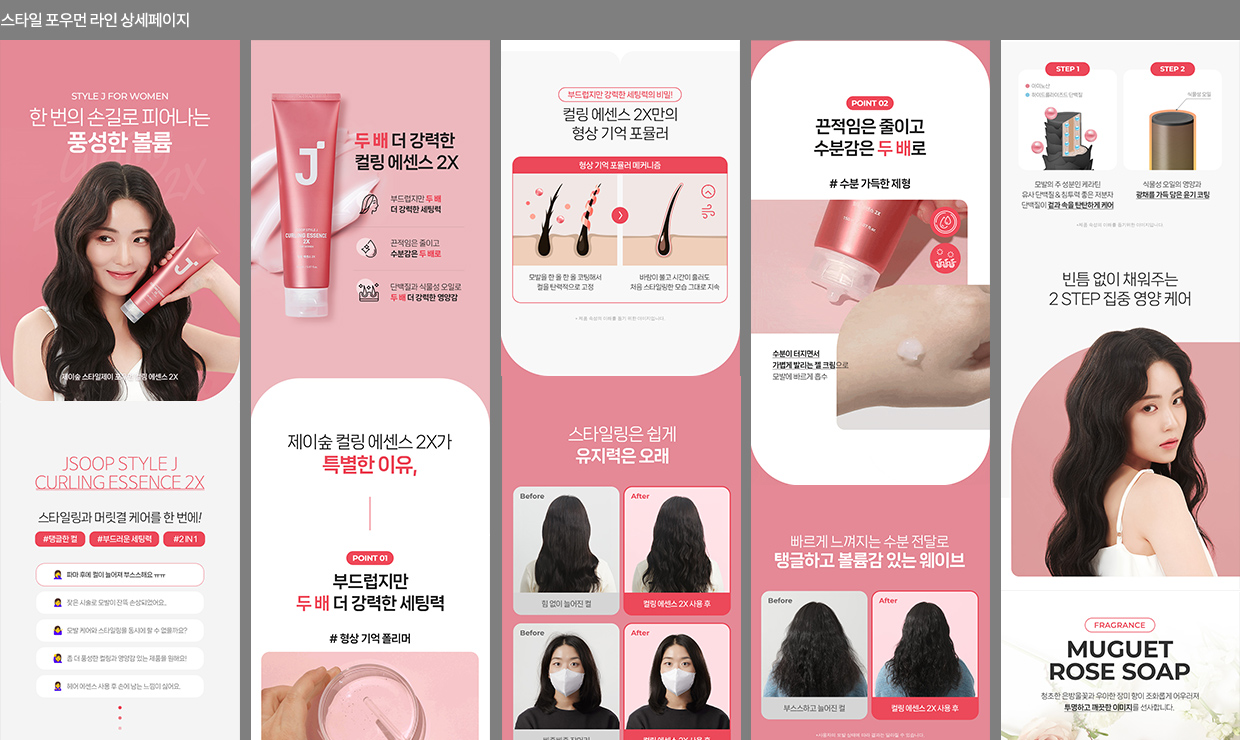 스타일 포우먼 라인 상세페이지
STYLE J FOR WOMEN
한 번의 손길로 피어나는
풍성한 볼륨
JSOOP STYLE J
CURLING ESSENCE 2X
스타일링과 머릿결 케어를 한 번에!
#탱글한 컬
#부드러운 세팅력
#2 IN 1
파마 후에 컬이 늘어져 부스스해요 ㅠㅠ
잦은 시술로 모발이 잔뜩 손상되었어요.
모발 케어와 스타일링을 동시에 할 수 없을까요?
좀 더 풍성한 컬링과 영양감 있는 제품을 원해요!
헤어 에센스 사용 후 손에 남는 느낌이 싫어요.
J
CURLING ESSENCE
2X
두 배 더 강력한
컬링 에센스 2X
부드럽지만 두 배
더 강력한 세팅력
끈적임은 줄이고
수분감은 두 배로
단백질과 식물성 오일로
두 배 더 강력한 영양감
제이숲 컬링 에센스 2X가
특별한 이유,
POINT 01
부드럽지만
두 배 더 강력한 세팅력
# 형상 기억 폴리머
부드럽지만 강력한 세팅력의 비밀!
컬링 에센스 2X만의
형상 기억 포뮬러
형상 기억 포뮬러 메커니즘
모발을 한 올 한 올 코팅해서
컬을 탄력적으로 고정
바람이 불고 시간이 흘러도
처음 스타일링한 모습 그대로 지속
스타일링은 쉽게
유지력은 오래
Before
After
힘 없이 늘어진 컬
컬링 에센스 2X 사용 후
Before
After
POINT 02
끈적임은 줄이고
수분감은 두 배로
# 수분 가득한 제형
수분이 터지면서
가볍게 발리는 젤 크림으로
모발에 빠르게 흡수
빠르게 느껴지는 수분 전달로
탱글하고 볼륨감 있는 웨이브
Before
After
부스스하고 늘어진 컬
컬링 에센스 2X 사용 후
STEP 1
STEP 2
아미노산
하이드롤라이즈드 단백질
식물성 오일
모발의 주 성분인 케라틴
유사 단백질 & 침투력 좋은 저분자
단백질이 겉과 속을 탄탄하게 케어
식물성 오일의 영양과
광채를 가득 담은 윤기 코팅
빈틈 없이 채워주는
2 STEP 집중 영양 케어
FRAGRANCE
MUGUET
ROSE SOAP
청초한 은방울꽃과 우아한 장미 향이 조화롭게 어우러져
투명하고 깨끗한 이미지를 선사합니다.